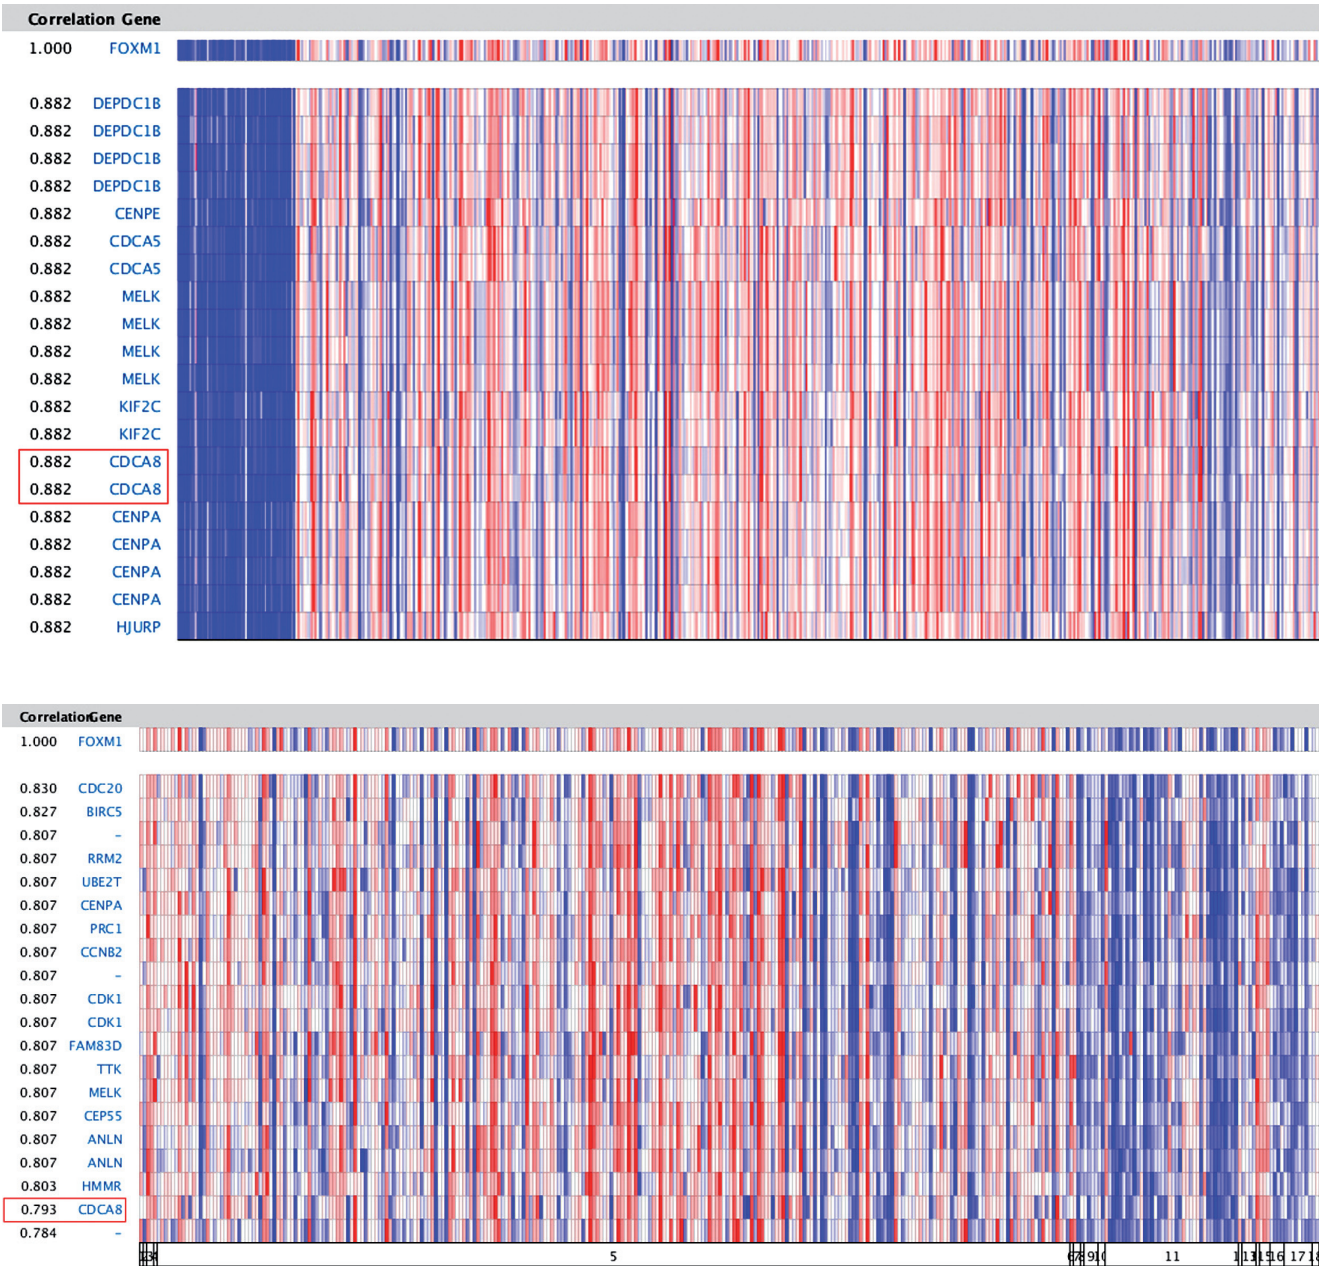 Correlation Gene
1.000 FOXM1
0.882 DEPDC1B
0.882 DEPDC1B
0.882 DEPDC1B
0.882 DEPDC1B
0.882 CENPE
0.882 CDCA5
0.882 CDCA5
0.882 MELK
0.882 MELK
0.882 MELK
0.882 MELK
0.882 KIF2C
0.882 KIF2C
0.882 CDCA8
0.882 CDCA8
0.882 CENPA
0.882 CENPA
0.882 CENPA
0.882 CENPA
0.882 HJURP
Correlation Gene
1.000 FOXM1
0.830 CDC20
0.827 BIRC5
0.807 –
0.807 RRM2
0.807 UBE2T
0.807 CENPA
0.807 PRC1
0.807 CCNB2
0.807 –
0.807 CDK1
0.807 CDK1
0.807 FAM83D
0.807 TTK
0.807 MELK
0.807 CEP55
0.807 ANLN
0.807 ANLN
0.803 HMMR
0.793 CDCA8
0.784 –
5 11 16 17